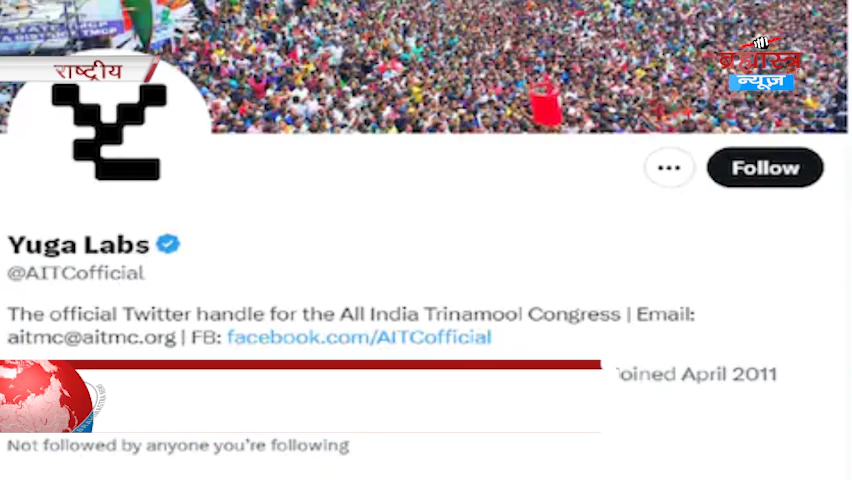 राष्ट्रीय
ब्रह्मास्त्र
न्यूज़
Follow
Yuga Labs
@AITCofficial
The official Twitter handle for the All India Trinamool Congress | Email:
aitmc@aitmc.org | FB: facebook.com/AITCofficial
Joined April 2011
Not followed by anyone you're following